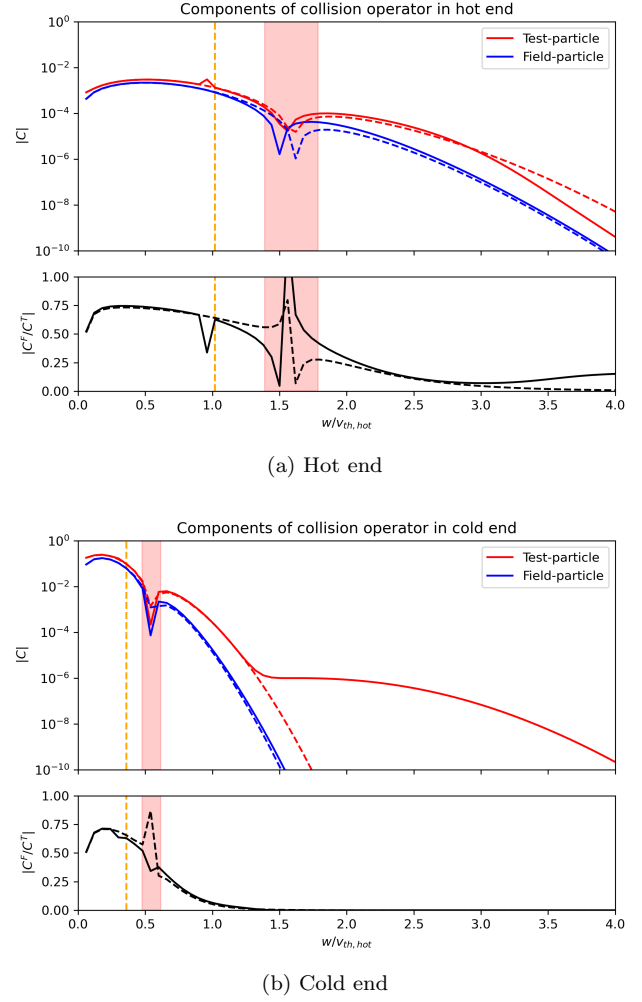 Components of collision operator in hot end
10^0
10^−2
10^−4
10^−6
10^−8
10^−10
|C|
Test-particle
Field-particle
1.00
0.75
0.50
0.25
0.00
|C^F/C^T|
0.0 0.5 1.0 1.5 2.0 2.5 3.0 3.5 4.0
w/v_{th, hot}
(a) Hot end
Components of collision operator in cold end
10^0
10^−2
10^−4
10^−6
10^−8
10^−10
|C|
Test-particle
Field-particle
1.00
0.75
0.50
0.25
0.00
|C^F/C^T|
0.0 0.5 1.0 1.5 2.0 2.5 3.0 3.5 4.0
w/v_{th, hot}
(b) Cold end